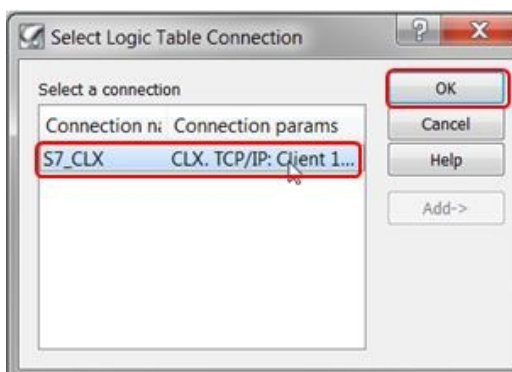 Select Logic Table Connection
?
X
Select a connection
Connection na Connection params
S7_CLX CLX. TCP/IP: Client 1...
OK
Cancel
Help
Add->